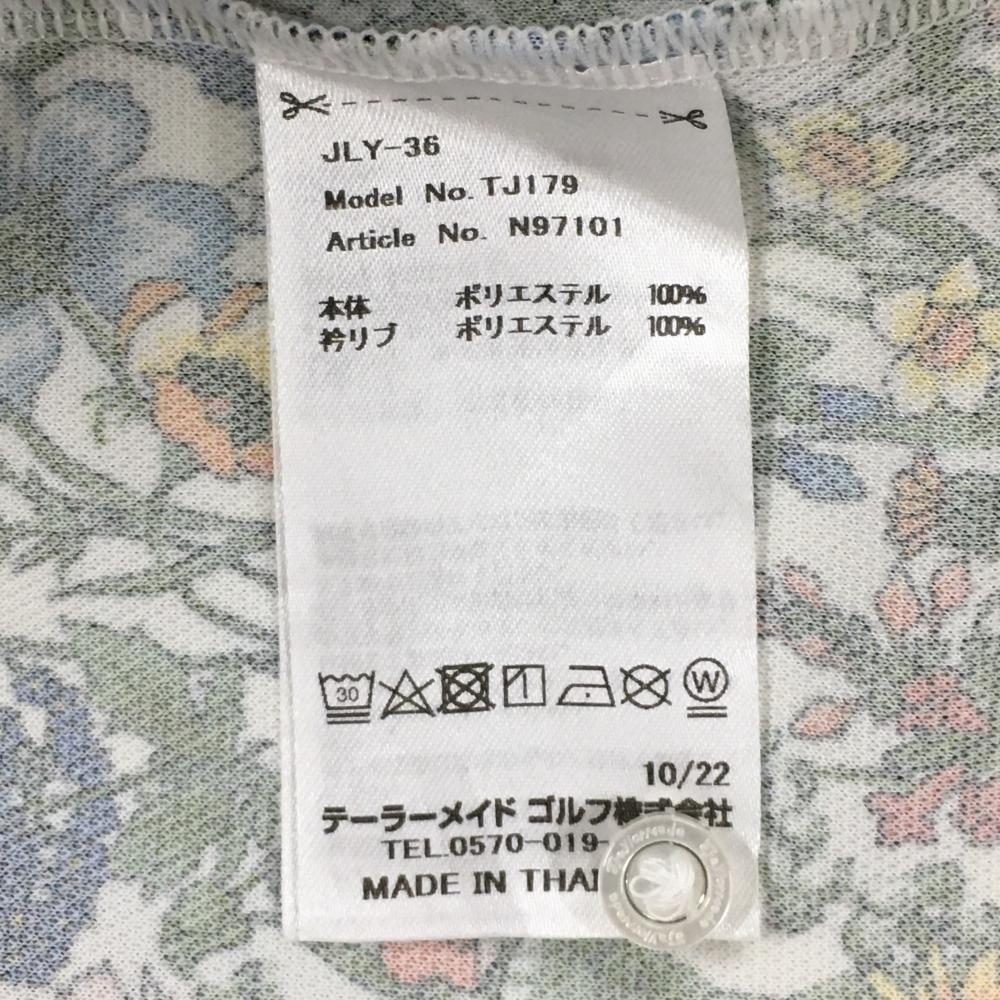 JLY-36
Model No. TJ179
Article No. N97101
本体 ポリエステル 100%
衿リブ ポリエステル 100%
30
W
10/22
テーラーメイド ゴルフ株式会社
TEL.0570-019-
MADE IN THAI